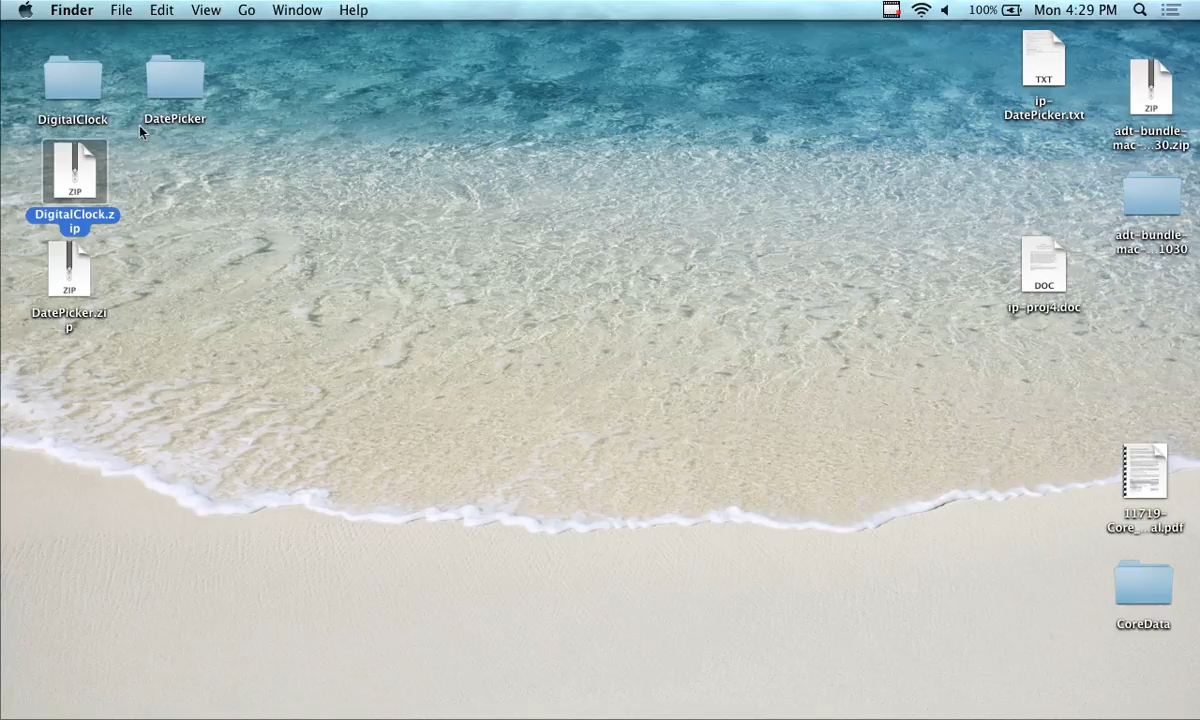 Finder File Edit View Go Window Help 100% Mon 4:29 PM
DigitalClock
DatePicker
ZIP
DigitalClock.z
ip
ZIP
DatePicker.zi
p
TXT
ip-
DatePicker.txt
ZIP
adt-bundle-
mac-...30.zip
adt-bundle-
mac-...1030
DOC
ip-proj4.doc
11719-
Core_...al.pdf
CoreData